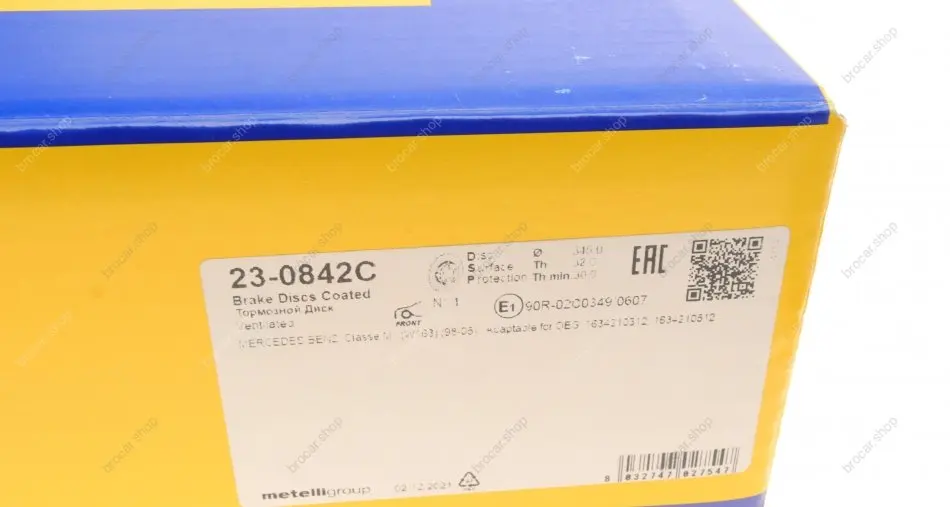 23-0842C
Brake Discs Coated
Тормозной Диск
Ventilated
Disc Ø
Surface Th
Protection Th min.
EAC
N° 1
FRONT
E1 90R-02C0349/0607
MERCEDES BENZ Classe M (W163) (98-05) Adaptable for OEG 1634210312
metelligroup
02.12.2021
8 032747 027547
brocar.shop